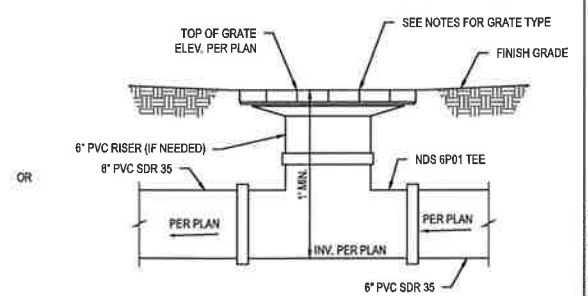 TOP OF GRATE
ELEV. PER PLAN
SEE NOTES FOR GRATE TYPE
FINISH GRADE
6" PVC RISER (IF NEEDED)
6" PVC SDR 35
NDS 6P01 TEE
OR
1' MIN.
PER PLAN
PER PLAN
INV. PER PLAN
6" PVC SDR 35